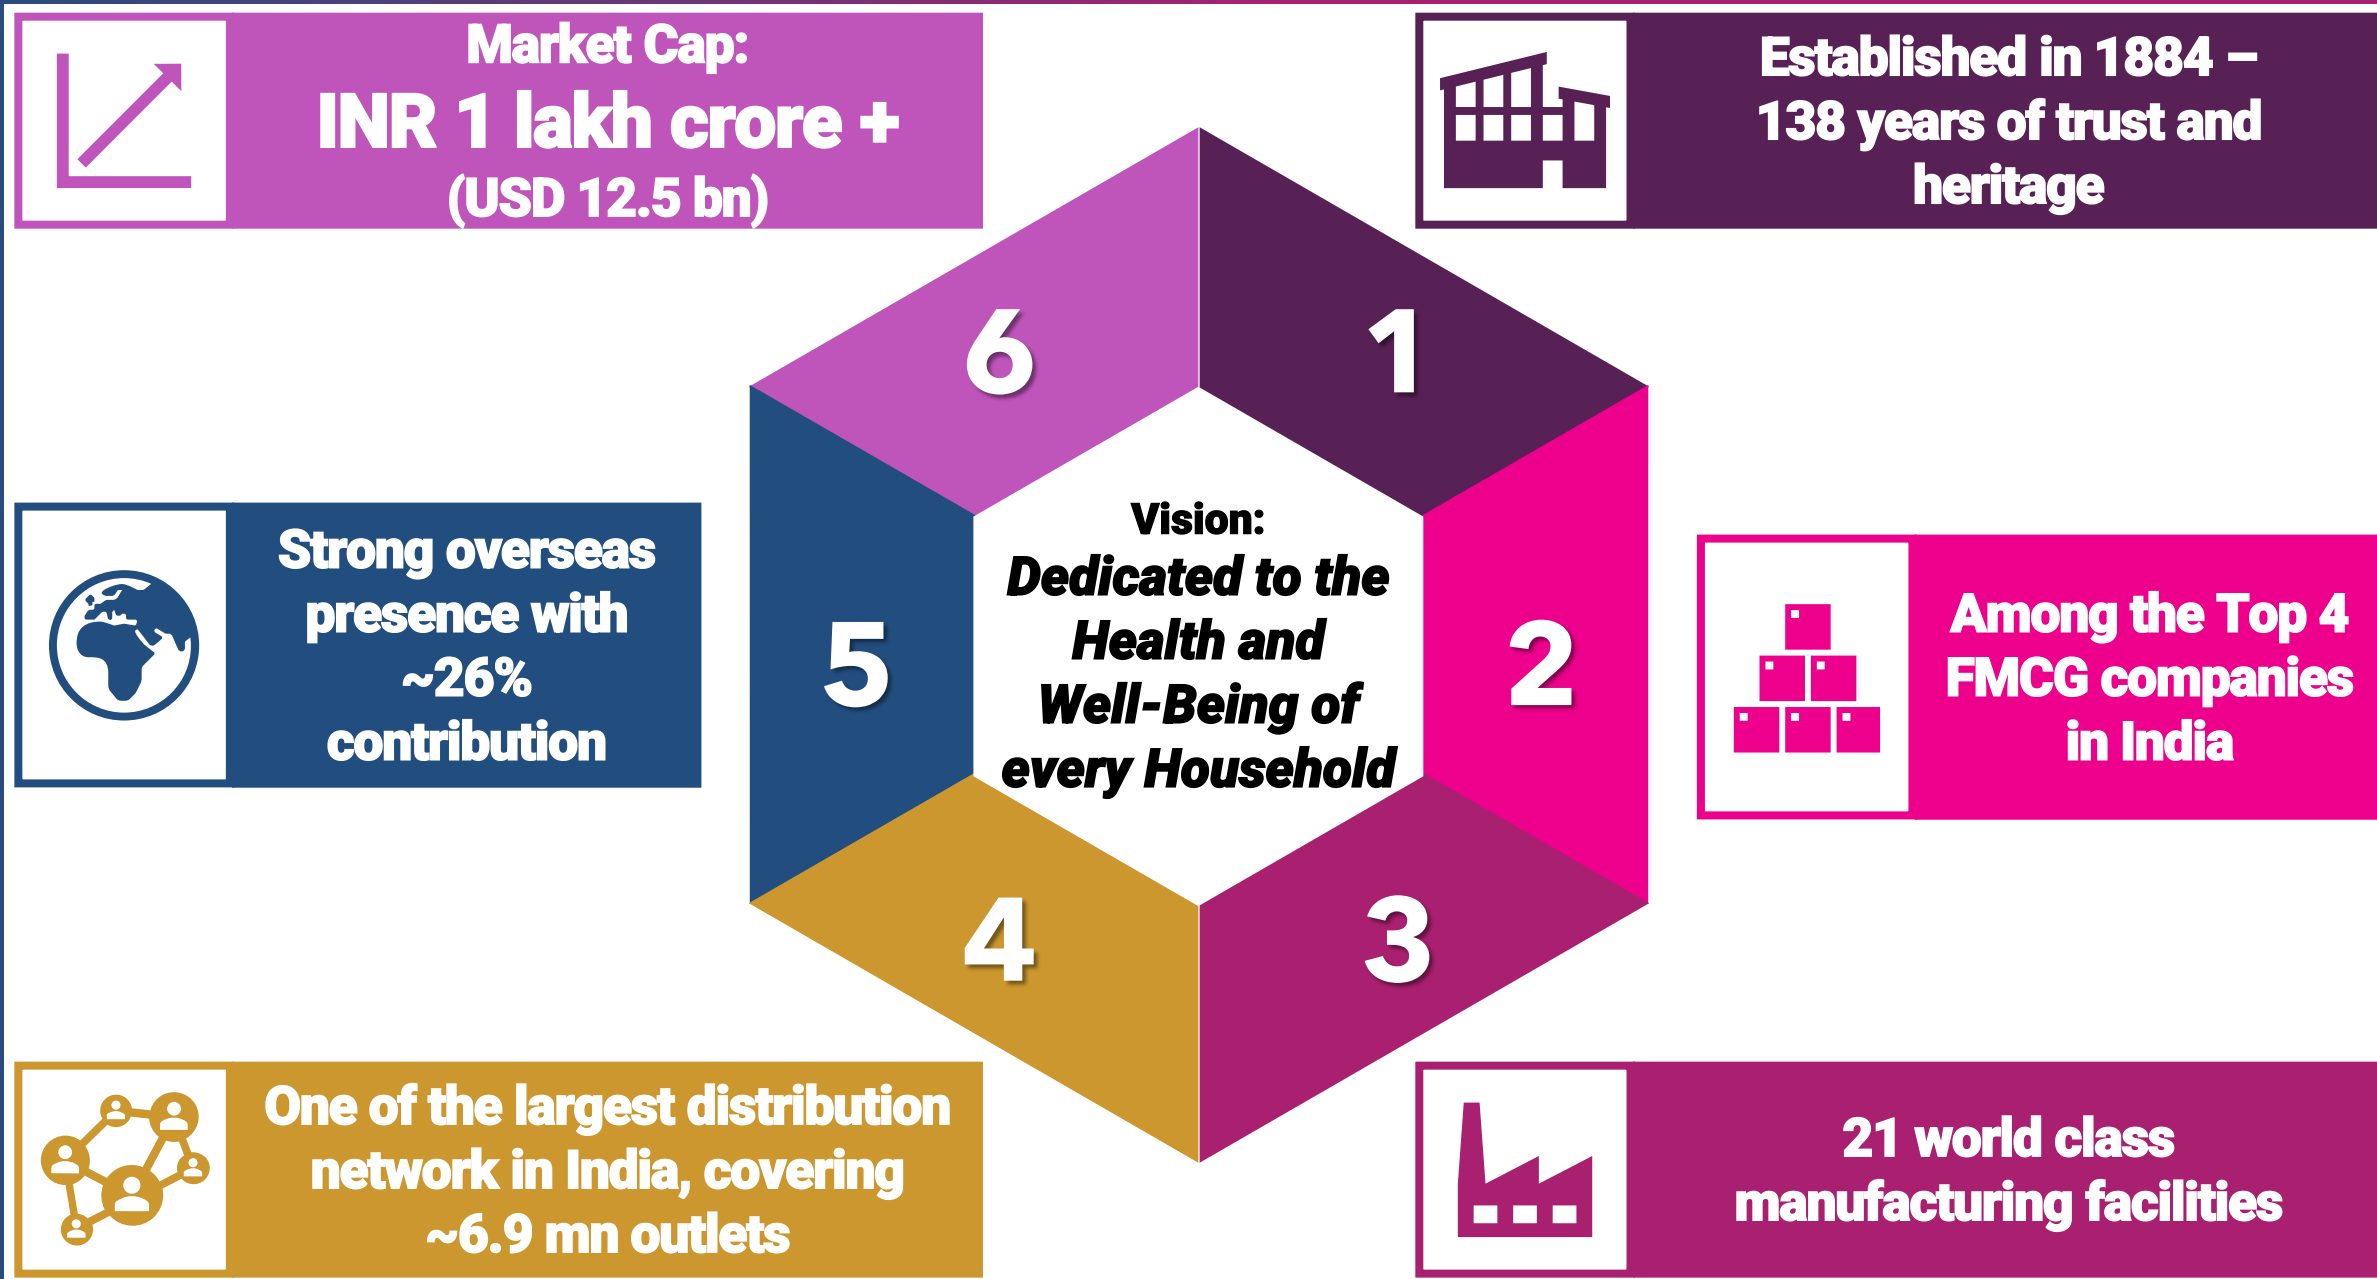 Market Cap:
INR 1 lakh crore +
(USD 12.5 bn)
Established in 1884 –
138 years of trust and
heritage
6
1
Strong overseas
presence with
~26%
contribution
5
Vision:
Dedicated to the
Health and
Well-Being of
every Household
2
Among the Top 4
FMCG companies
in India
4
3
One of the largest distribution
network in India, covering
~6.9 mn outlets
21 world class
manufacturing facilities